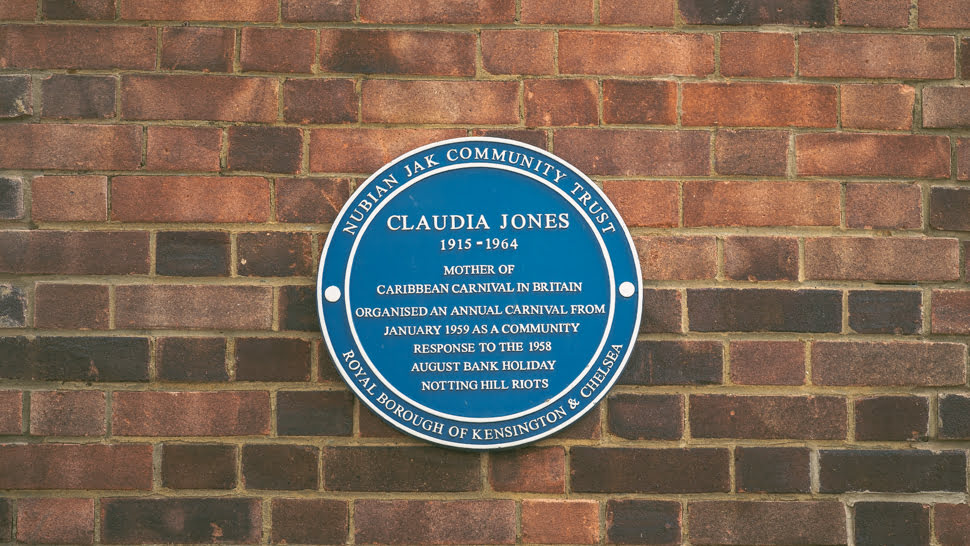 NUBIAN JAK COMMUNITY TRUST
CLAUDIA JONES
1915-1964
MOTHER OF
CARIBBEAN CARNIVAL IN BRITAIN
ORGANISED AN ANNUAL CARNIVAL FROM
JANUARY 1959 AS A COMMUNITY
RESPONSE TO THE 1958
AUGUST BANK HOLIDAY
NOTTING HILL RIOTS
ROYAL BOROUGH OF KENSINGTON & CHELSEA